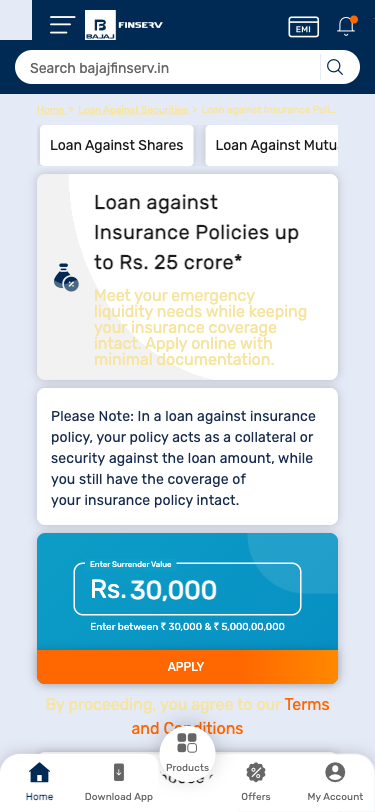 BAJAJ FINSERV
EMI
Search bajajfinserv.in
Home > Loan Against Securities > Loan against Insurance Poli...
Loan Against Shares
Loan Against Mutu
Loan against
Insurance Policies up
to Rs. 25 crore*
Meet your emergency
liquidity needs while keeping
your insurance coverage
intact. Apply online with
minimal documentation.
Please Note: In a loan against insurance
policy, your policy acts as a collateral or
security against the loan amount, while
you still have the coverage of
your insurance policy intact.
Enter Surrender Value
Rs. 30,000
Enter between ₹ 30,000 & ₹ 5,000,00,000
APPLY
By proceeding, you agree to our Terms
and Conditions
Home
Download App
Products
Offers
My Account